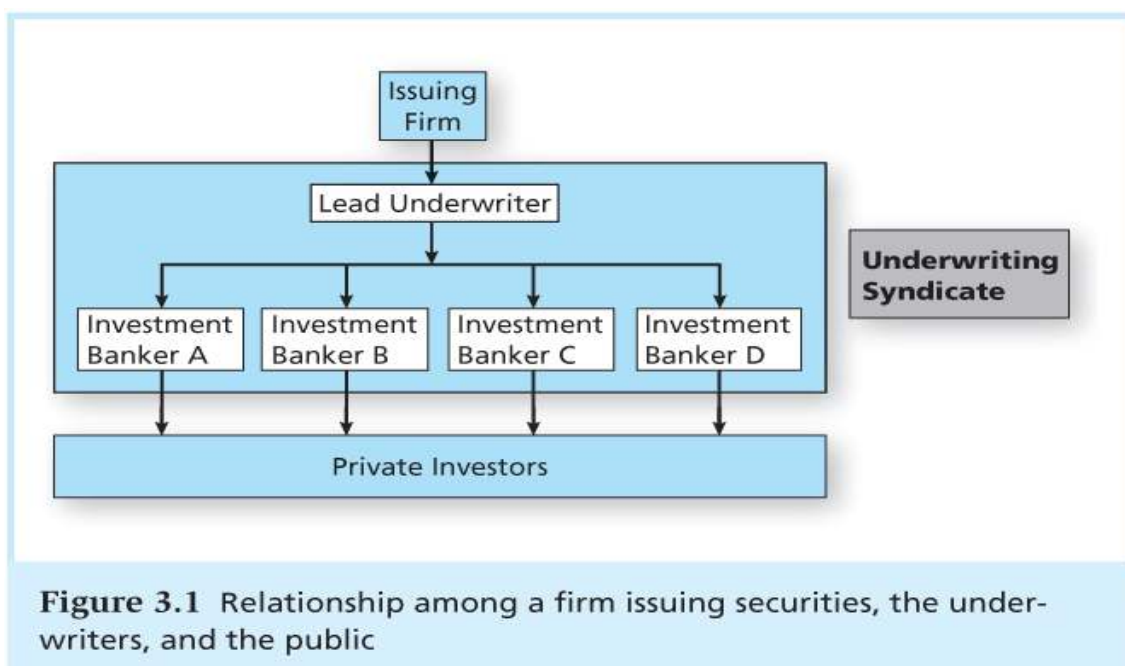 Issuing
Firm
Lead Underwriter
Underwriting
Syndicate
Investment
Banker A
Investment
Banker B
Investment
Banker C
Investment
Banker D
Private Investors
Figure 3.1 Relationship among a firm issuing securities, the under-
writers, and the public